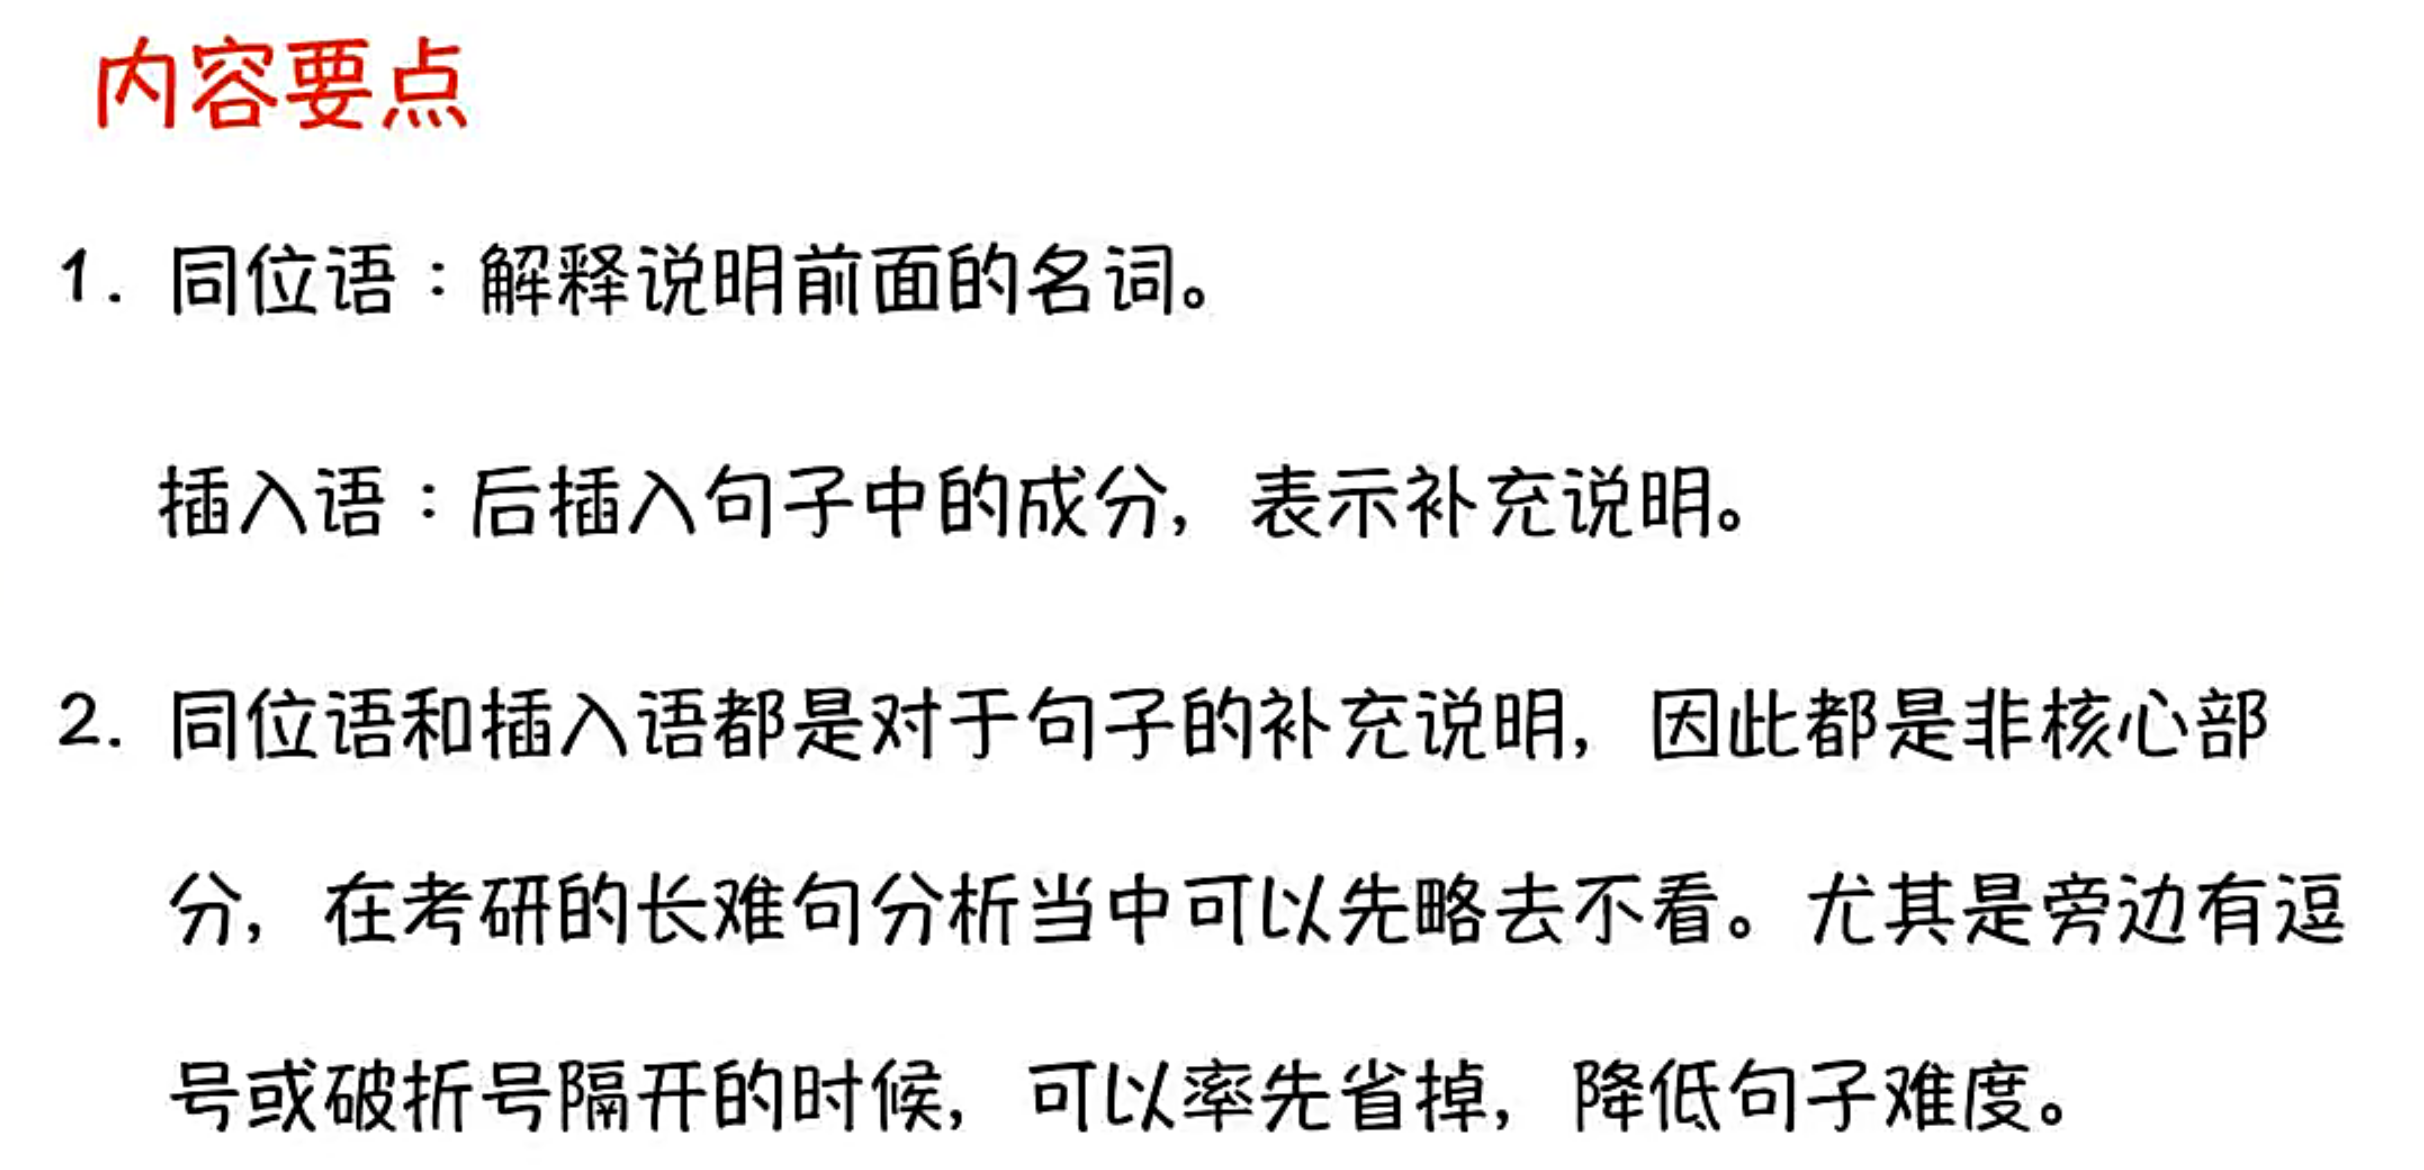 内容要点
1. 同位语：解释说明前面的名词。
插入语：后插入句子中的成分，表示补充说明。
2. 同位语和插入语都是对于句子的补充说明，因此都是非核心部
分，在考研的长难句分析当中可以先略去不看。尤其是旁边有逗
号或破折号隔开的时候，可以率先省掉，降低句子难度。